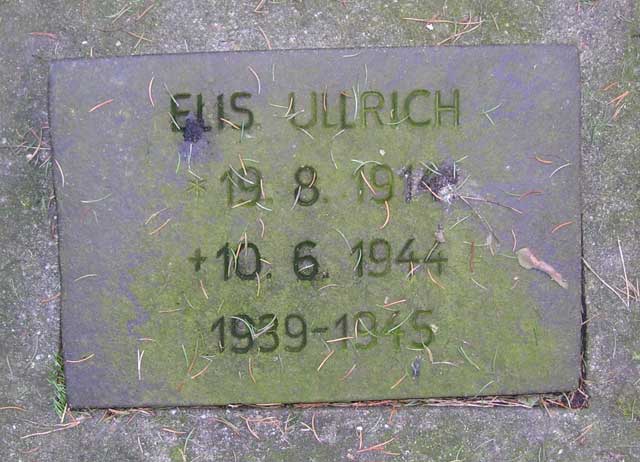 ELIS ULLRICH
* 19. 8. 1914
+ 10. 6. 1944
1939-1945